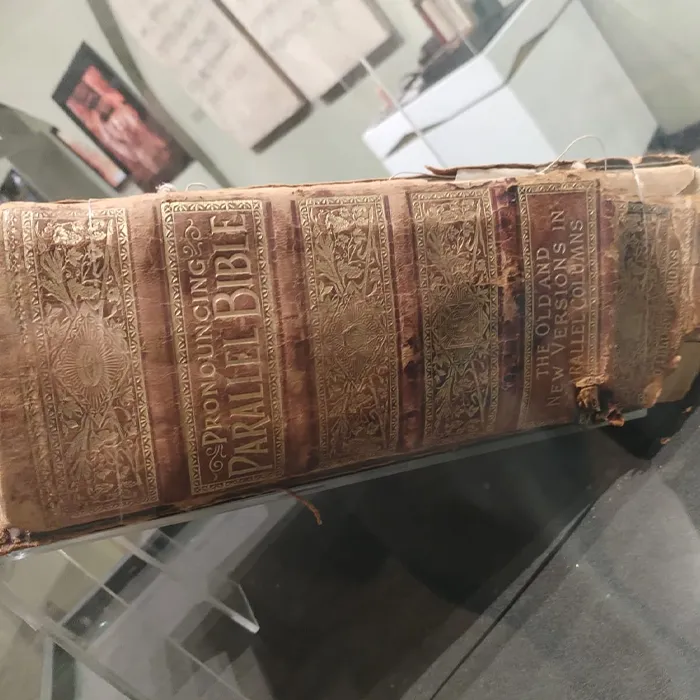 PRONOUNCING
PARALLEL BIBLE
THE OLD AND
NEW VERSIONS IN
PARALLEL COLUMNS